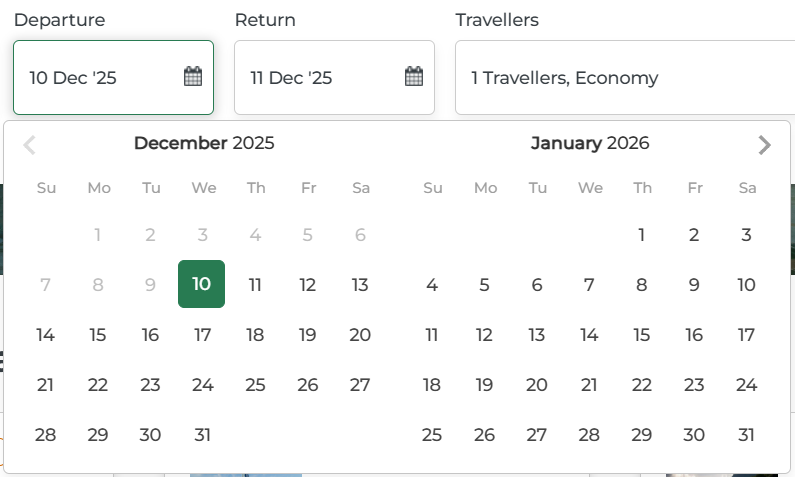 Departure Return Travellers
10 Dec '25 11 Dec '25 1 Travellers, Economy
December 2025
Su Mo Tu We Th Fr Sa
1 2 3 4 5 6
7 8 9 10 11 12 13
14 15 16 17 18 19 20
21 22 23 24 25 26 27
28 29 30 31
January 2026
Su Mo Tu We Th Fr Sa
1 2 3
4 5 6 7 8 9 10
11 12 13 14 15 16 17
18 19 20 21 22 23 24
25 26 27 28 29 30 31